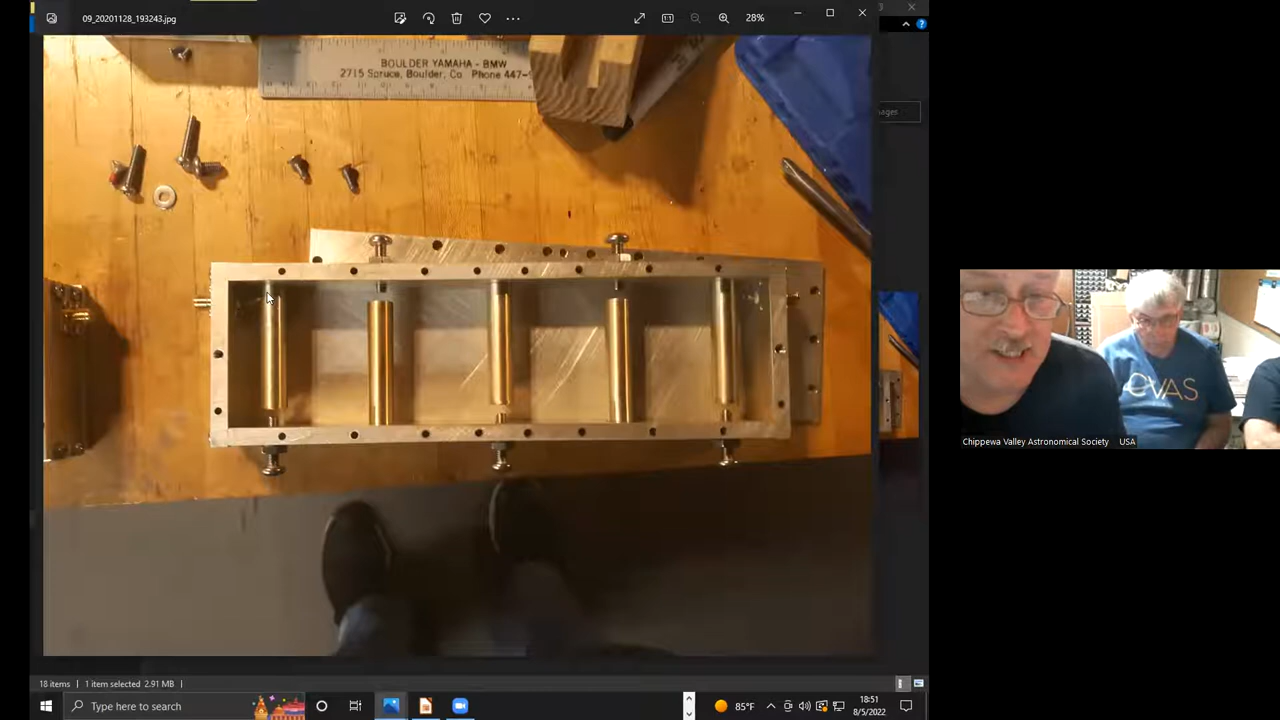 09_20201128_193243.jpg
28%
BOULDER YAMAHA - BMW
2715 Spruce, Boulder, Co. Phone 447-
ages
CVAS
Chippewa Valley Astronomical Society USA
18 items 1 item selected 2.91 MB
Type here to search
85°F
18:51
8/5/2022